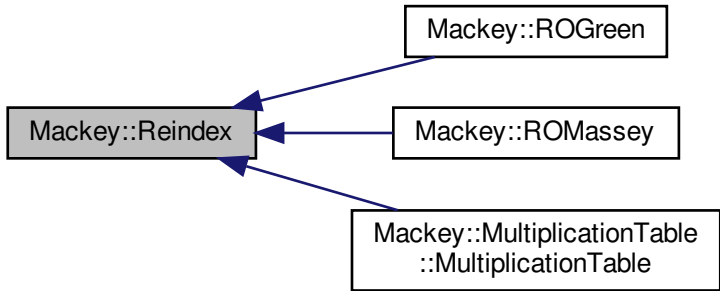 Mackey::ROGreen
Mackey::Reindex
Mackey::ROMassey
Mackey::MultiplicationTable
::MultiplicationTable